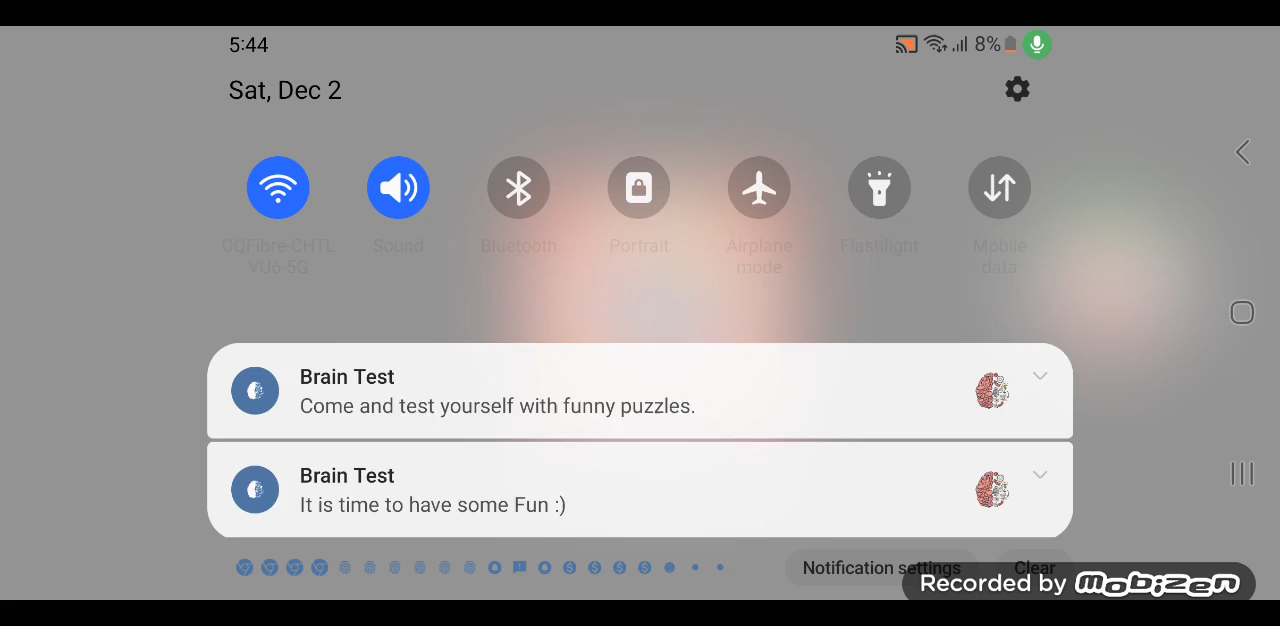 5:44
8%
Sat, Dec 2
OQFibre-CHTL
VU6-5G
Sound
Bluetooth
Portrait
Airplane
mode
Flashlight
Mobile
data
Brain Test
Come and test yourself with funny puzzles.
Brain Test
It is time to have some Fun :)
Notification settings
Clear
Recorded by mobizen